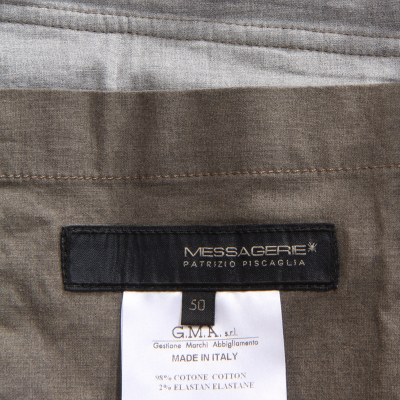 MESSAGERIE*
PATRIZIO PISCAGLIA
50
G.M.A. s.r.l.
Gestione Marchi Abbigliamento
MADE IN ITALY
98% COTONE COTTON
2% ELASTAN ELASTANE